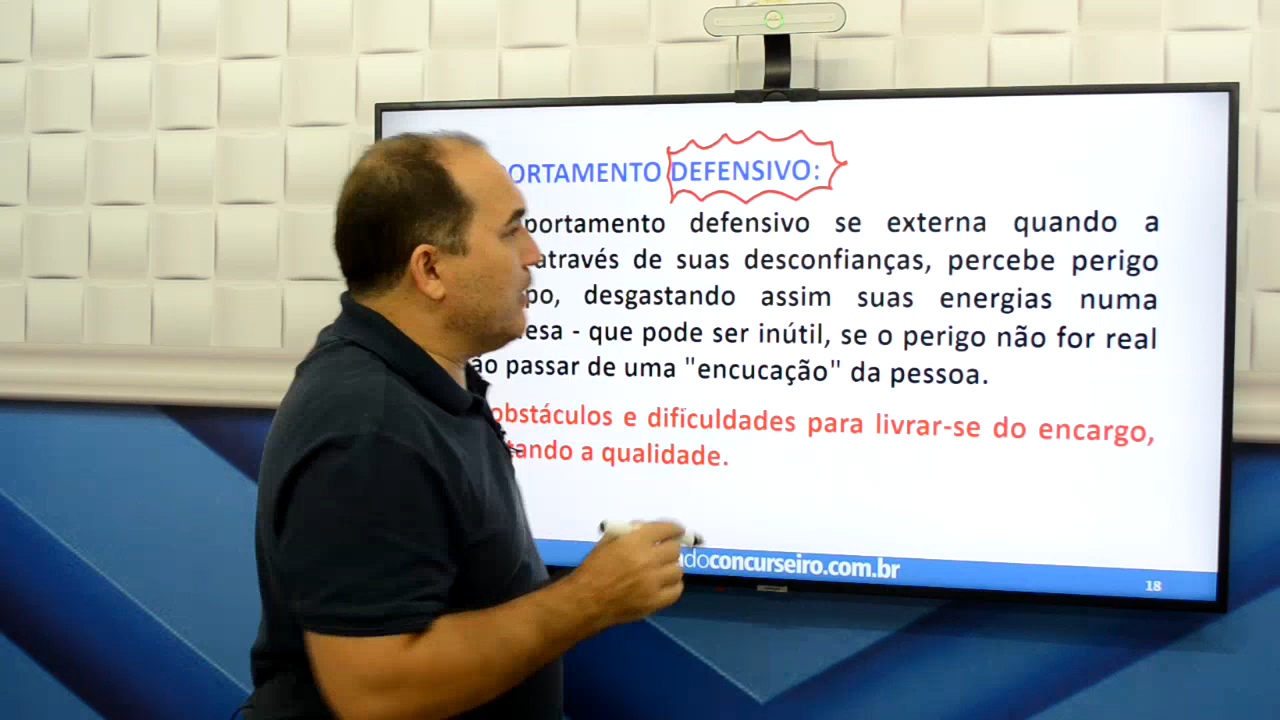 ORTAMENTO DEFENSIVO:
portamento defensivo se externa quando a
através de suas desconfianças, percebe perigo
po, desgastando assim suas energias numa
esa - que pode ser inútil, se o perigo não for real
ão passar de uma "encucação" da pessoa.
obstáculos e dificuldades para livrar-se do encargo,
tando a qualidade.
adoconcurseiro.com.br
18